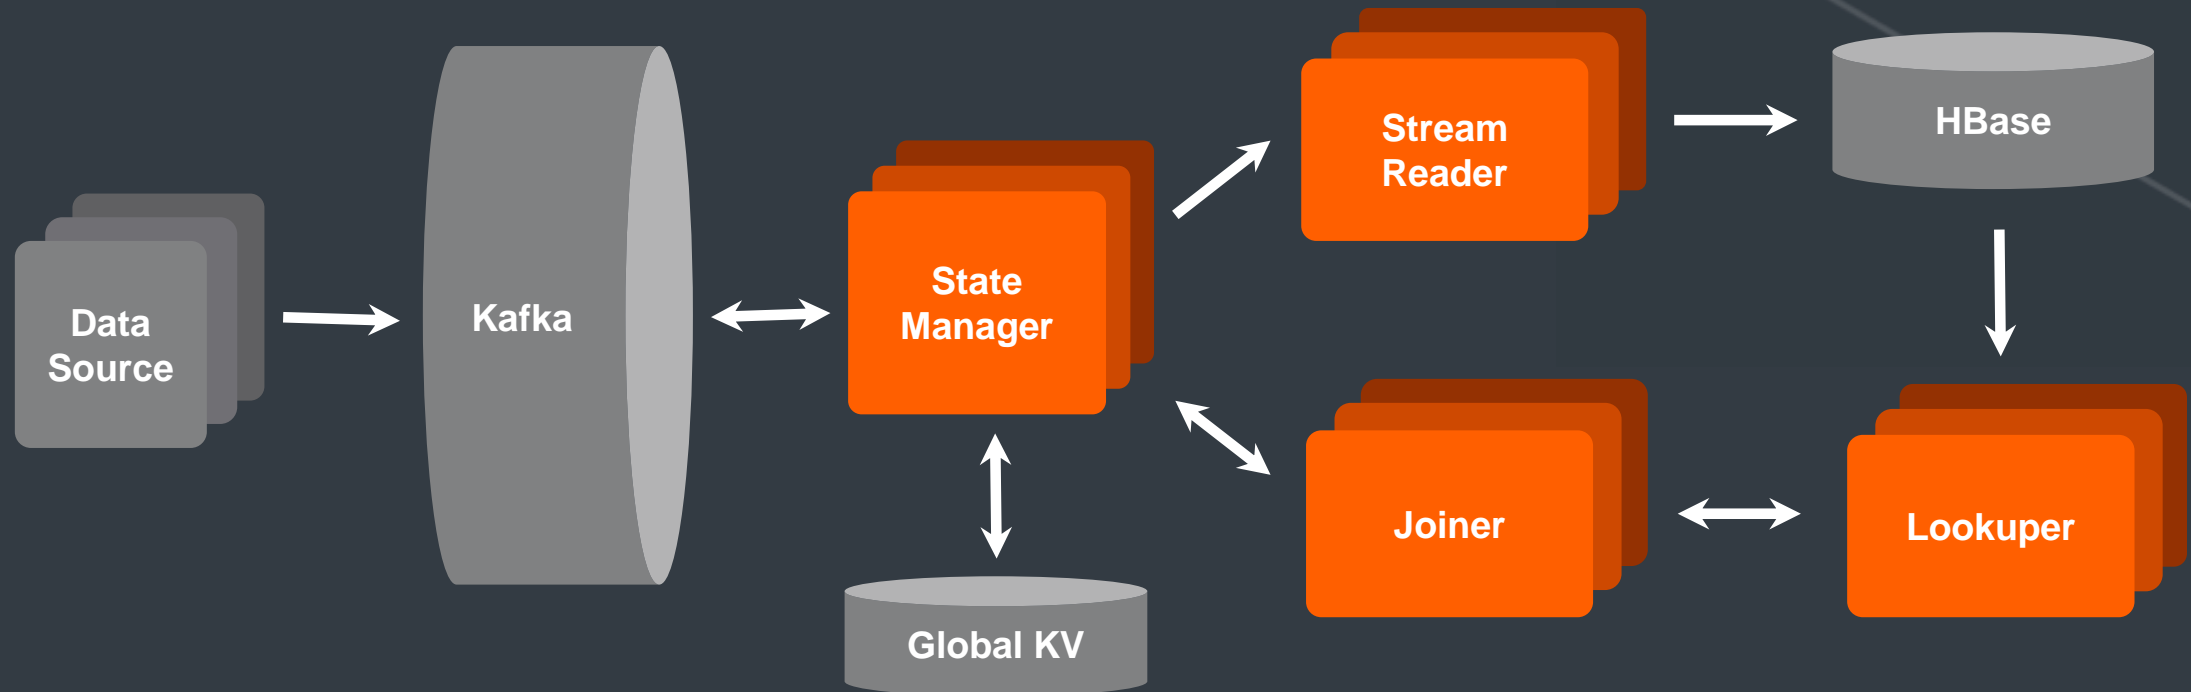 Data
Source
Kafka
State
Manager
Global KV
Stream
Reader
HBase
Joiner
Lookuper